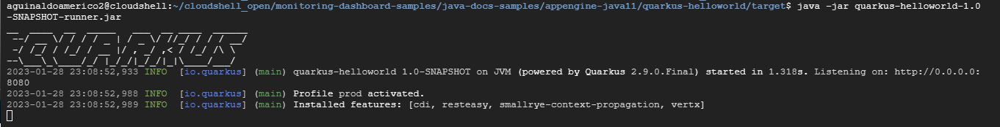 aguinaldoamerico2@cloudshell:~/cloudshell_open/monitoring-dashboard-samples/java-docs-samples/appengine-java11/quarkus-helloworld/target$ java -jar quarkus-helloworld-1.0
-SNAPSHOT-runner.jar
__  ____  __  _____   ___  __ ____  ______
 --/ __ \/ / / / _ | / _ \/ //_/ / / / __/
 -/ /_/ / /_/ / __ |/ , _/ ,< / /_/ /\ \
--\___\_\____/_/ |_/_/|_/_/|_|\____/___/
2023-01-28 23:08:52,933 INFO  [io.quarkus] (main) quarkus-helloworld 1.0-SNAPSHOT on JVM (powered by Quarkus 2.9.0.Final) started in 1.318s. Listening on: http://0.0.0.0:
8080
2023-01-28 23:08:52,988 INFO  [io.quarkus] (main) Profile prod activated.
2023-01-28 23:08:52,989 INFO  [io.quarkus] (main) Installed features: [cdi, resteasy, smallrye-context-propagation, vertx]